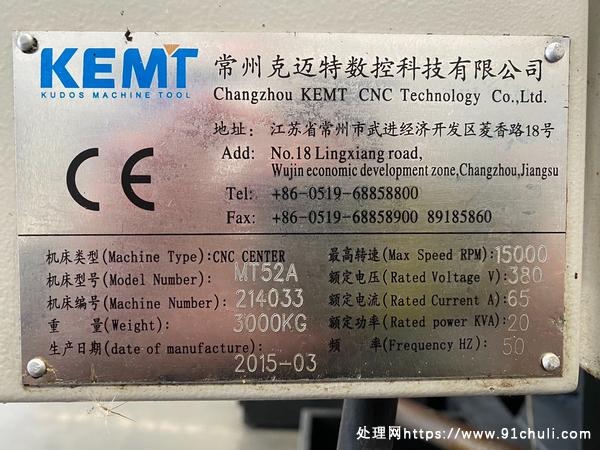 KEMT
KUDOS MACHINE TOOL
常州克迈特数控科技有限公司
Changzhou KEMT CNC Technology Co.,Ltd.
地址: 江苏省常州市武进经济开发区菱香路18号
Add: No.18 Lingxiang road,
Wujin economic development zone,Changzhou,Jiangsu
CE
Tel: +86-0519-68858800
Fax: +86-0519-68858900 89185860
机床类型(Machine Type):CNC CENTER
机床型号(Model Number): MT52A
机床编号(Machine Number): 214033
重 量(Weight): 3000KG
生产日期(date of manufacture): 2015-03
最高转速(Max Speed RPM):15000
额定电压(Rated Voltage V):380
额定电流(Rated Current A):65
额定功率(Rated power KVA):20
频 率(Frequency HZ):50
处理网https://www.91chuli.com/